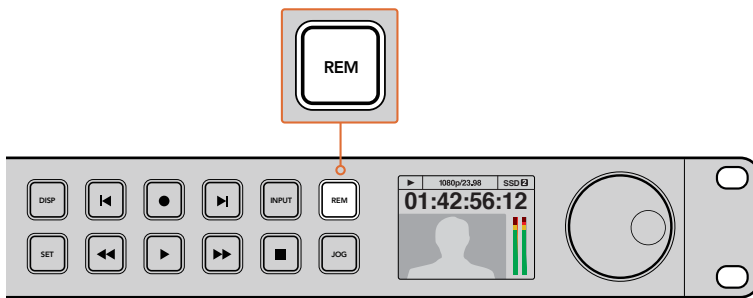 REM
DISP
INPUT
REM
1080p/23.98 SSD 2
01:42:56:12
SET
JOG